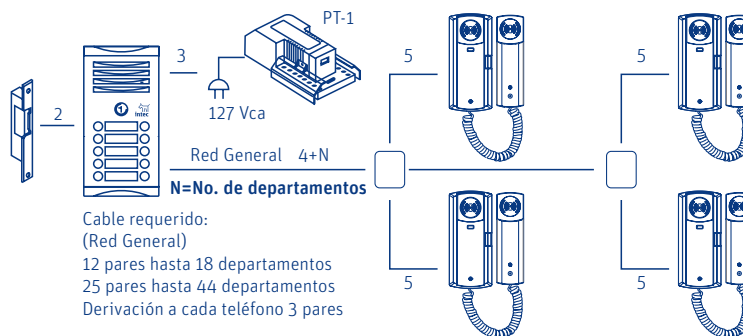 PT-1
3
5
5
2
127 Vca
intec
Red General 4+N
N=No. de departamentos
Cable requerido:
(Red General)
12 pares hasta 18 departamentos
25 pares hasta 44 departamentos
Derivación a cada teléfono 3 pares
5
5